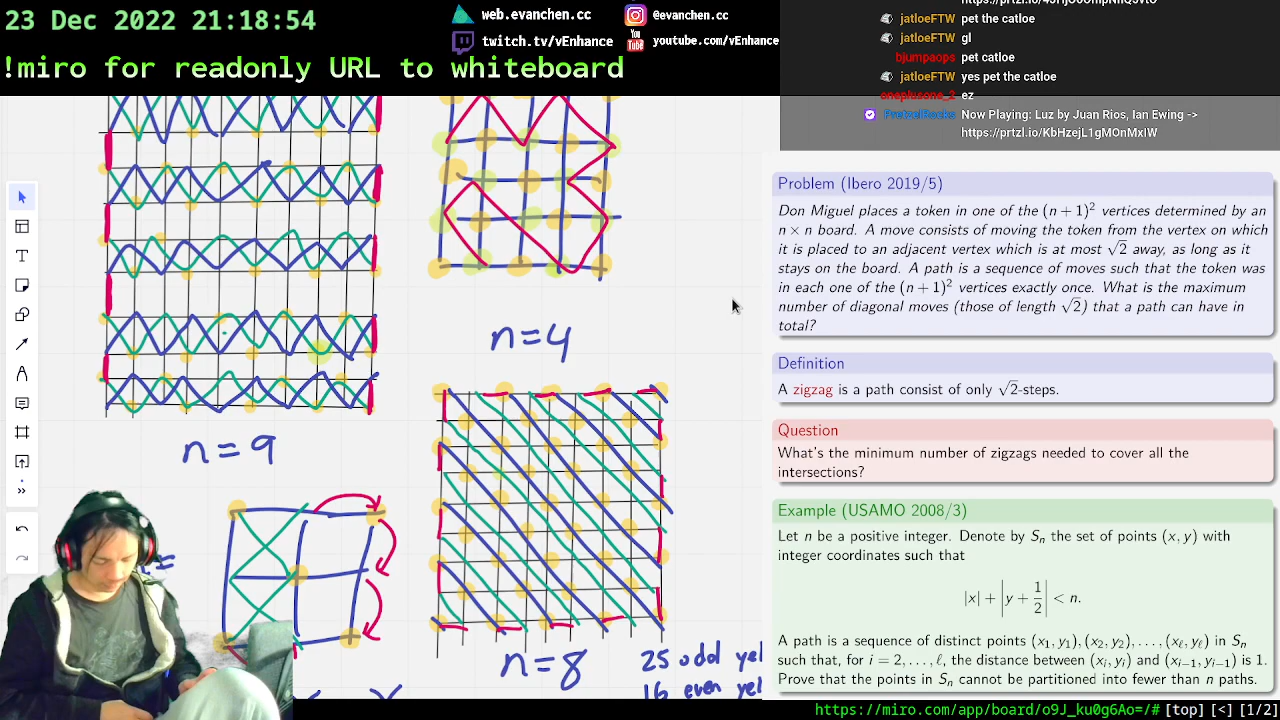 23 Dec 2022 21:18:54
web.evanchen.cc
@evanchen.cc
twitch.tv/vEnhance
You Tube
youtube.com/vEnhance
!miro for readonly URL to whiteboard
jatloeFTW pet the catloe
jatloeFTW gl
bjumpaops pet catloe
jatloeFTW yes pet the catloe
oneplusone_2 ez
PretzelRocks Now Playing: Luz by Juan Rios, Ian Ewing ->
https://prtzl.io/KbHzejL1gMOnMxIW
Problem (Ibero 2019/5)
Don Miguel places a token in one of the (n + 1)² vertices determined by an
n × n board. A move consists of moving the token from the vertex on which
it is placed to an adjacent vertex which is at most √2 away as long as it
stays on the board. A path is a sequence of moves such that the token was
in each one of the (n + 1)² vertices exactly once. What is the maximum
number of diagonal moves (those of length √2) that a path can have in
total?
Definition
A zigzag is a path consist of only √2-steps.
Question
What's the minimum number of zigzags needed to cover all the
intersections?
Example (USAMO 2008/3)
Let n be a positive integer. Denote by Sₙ the set of points (x, y) with
integer coordinates such that
|x| + |y + 1/2| < n.
A path is a sequence of distinct points (x₁, y₁), (x₂, y₂), . . . , (xℓ, yℓ) in Sₙ
such that, for i = 2, . . . , ℓ, the distance between (xᵢ, yᵢ) and (xᵢ₋₁, yᵢ₋₁) is 1.
Prove that the points in Sₙ cannot be partitioned into fewer than n paths.
n=4
n=9
n=8
25 odd yel
16 even yel
https://miro.com/app/board/o9J_ku0g6Ao=/# [top] [<] [1/2]